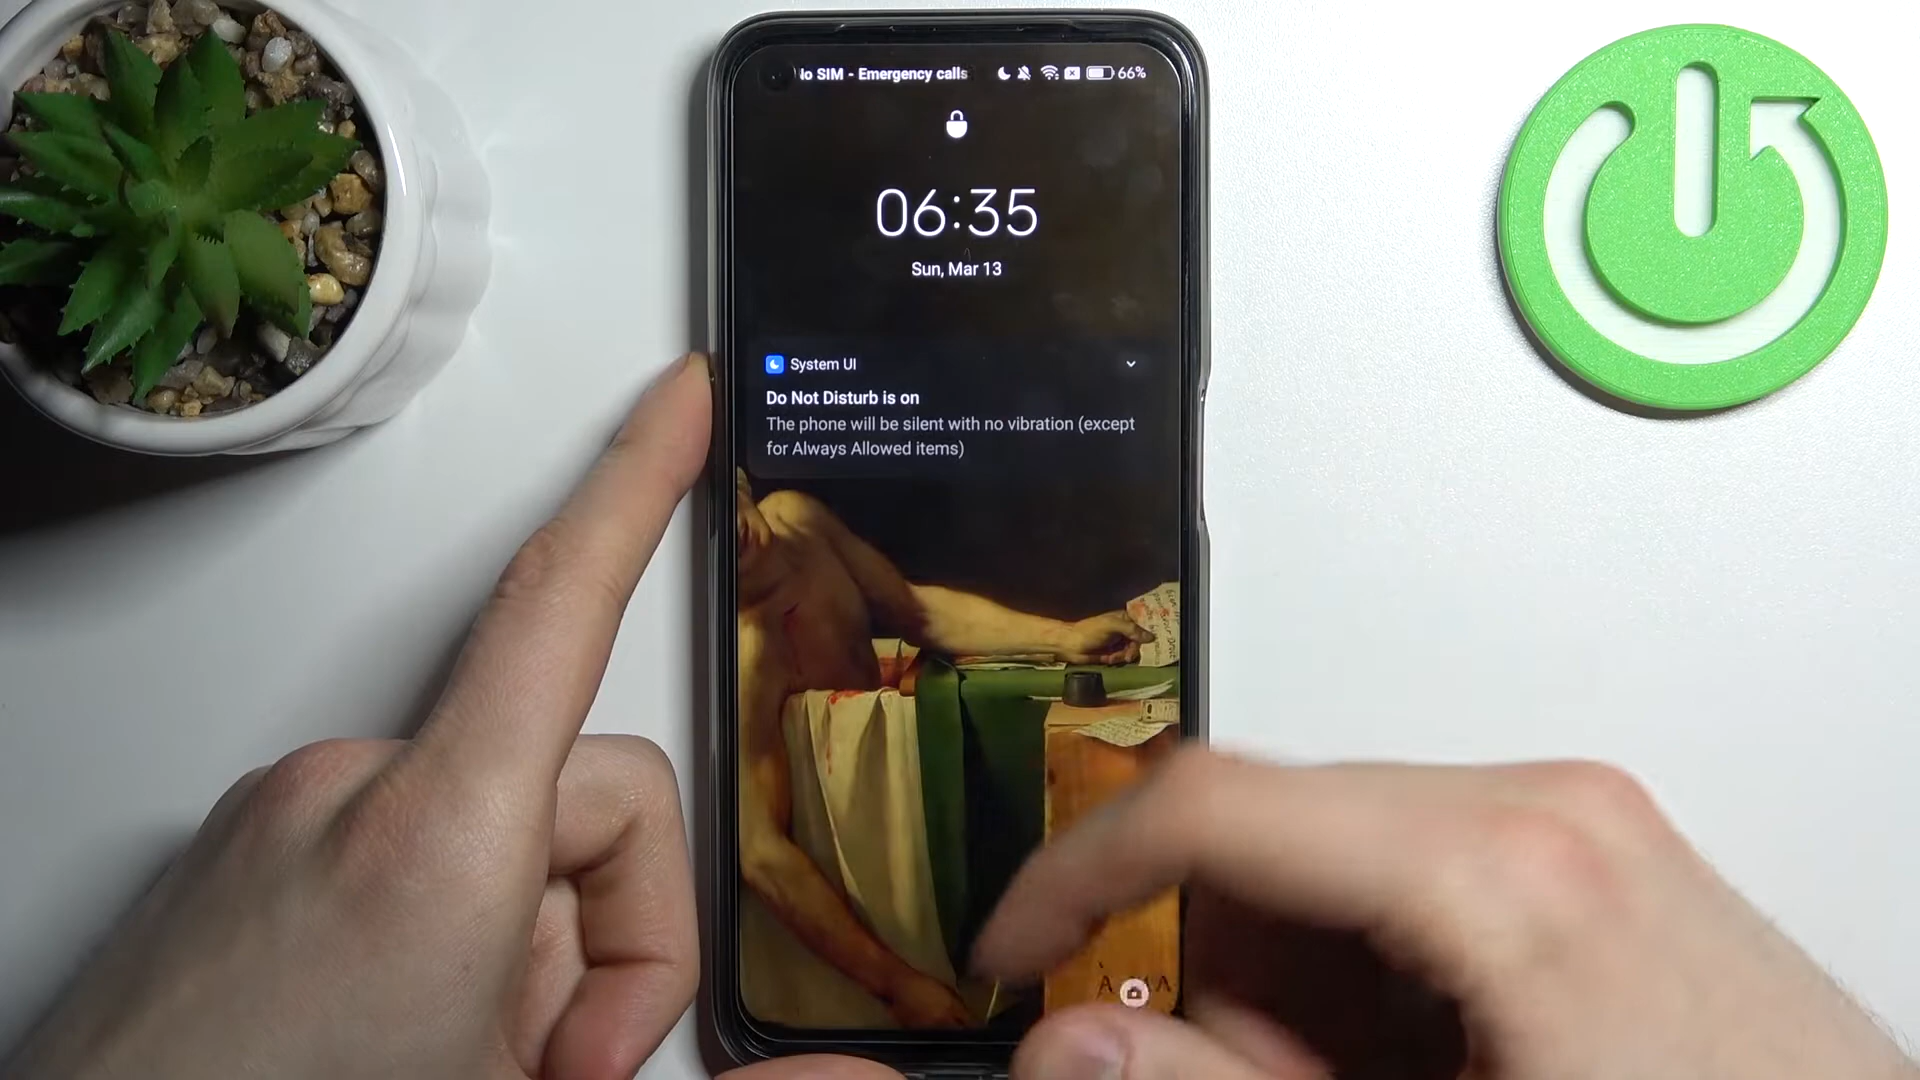 No SIM - Emergency calls 66%
06:35
Sun, Mar 13
System UI
Do Not Disturb is on
The phone will be silent with no vibration (except
for Always Allowed items)